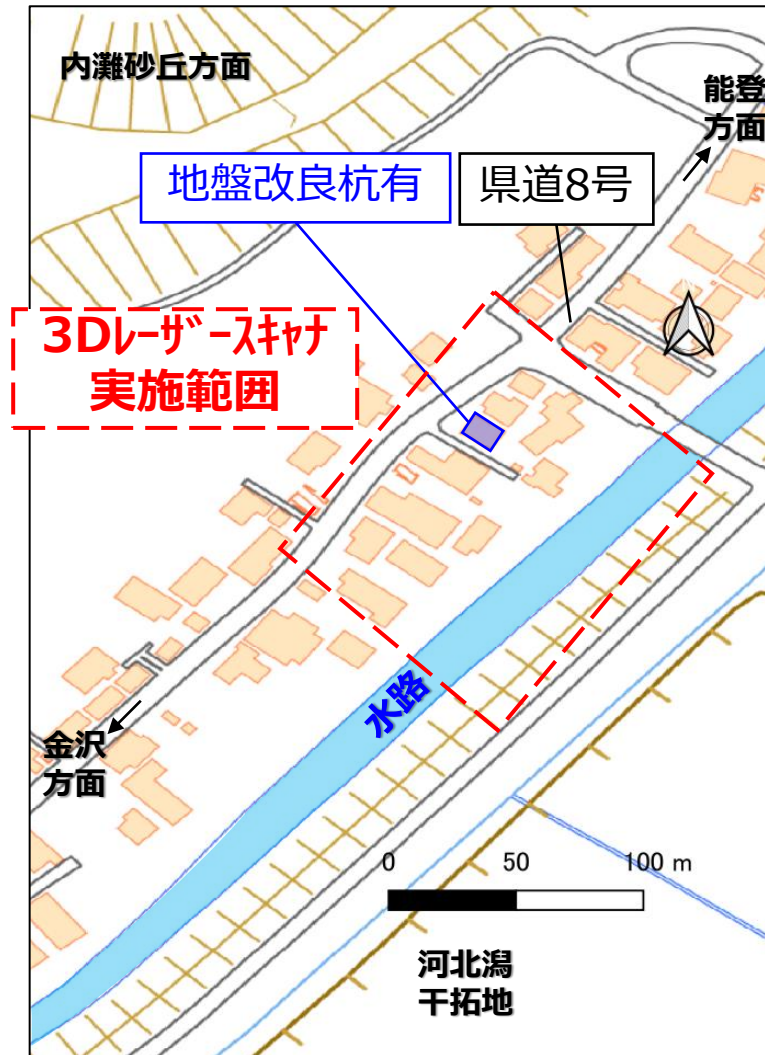 内灘砂丘方面
能登
方面
地盤改良杭有
県道8号
3Dﾚｰｻﾞｰｽｷｬﾅ
実施範囲
水路
金沢
方面
0 50 100 m
河北潟
干拓地